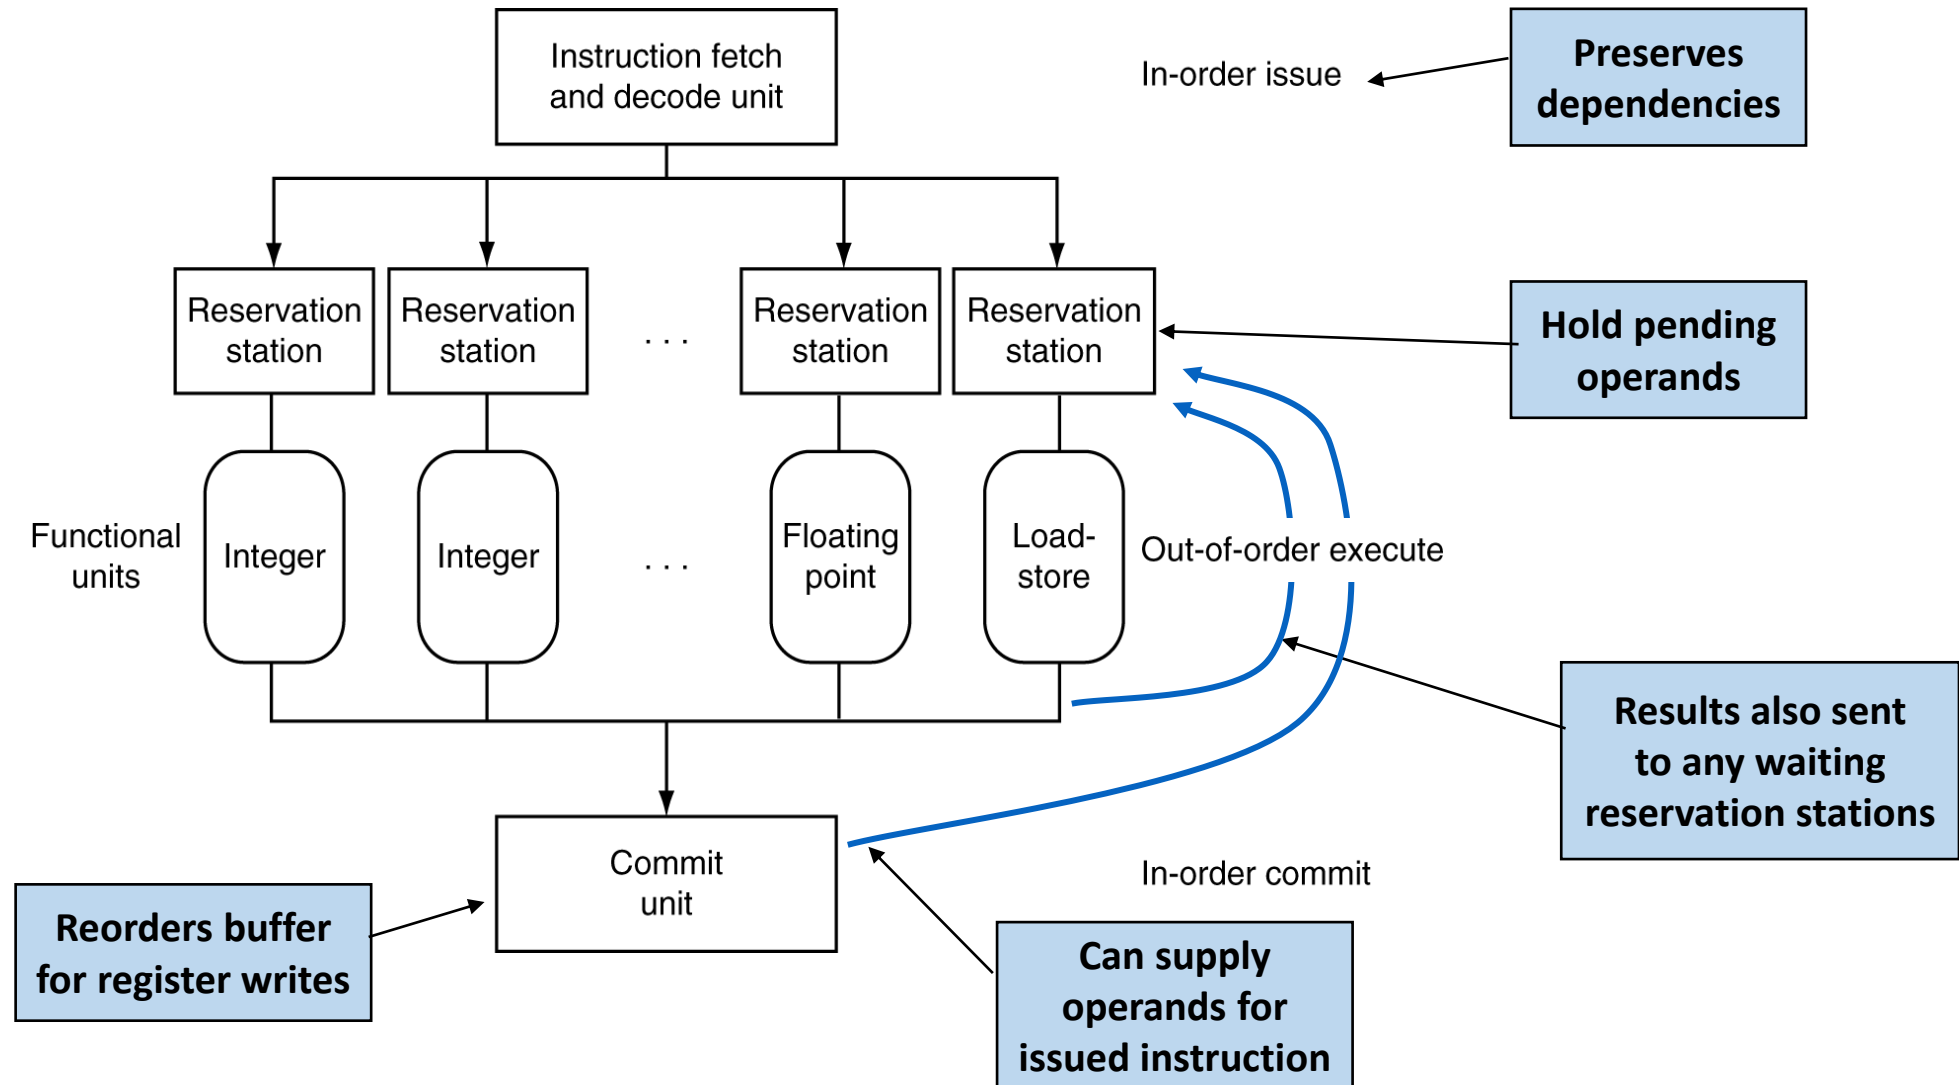 Instruction fetch
and decode unit
In-order issue
Preserves
dependencies
Reservation
station
Reservation
station
. . .
Reservation
station
Reservation
station
Hold pending
operands
Functional
units
Integer
Integer
. . .
Floating
point
Load-
store
Out-of-order execute
Results also sent
to any waiting
reservation stations
Commit
unit
In-order commit
Reorders buffer
for register writes
Can supply
operands for
issued instruction